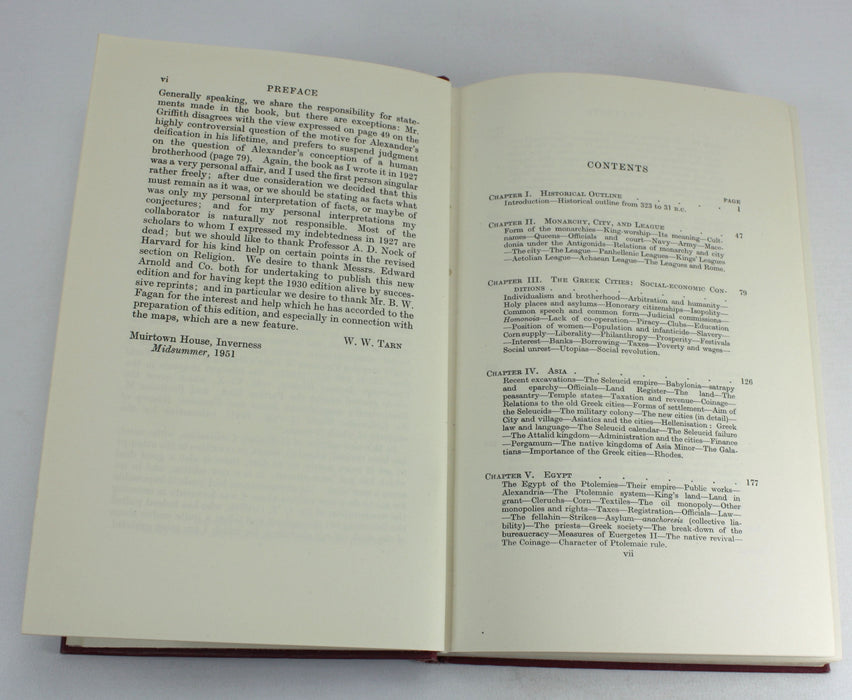 vi
PREFACE
Generally speaking, we share the responsibility for state-
ments made in the book, but there are exceptions: Mr.
Griffith disagrees with the view expressed on page 49 on the
highly controversial question of the motive for Alexander's
deification in his lifetime, and prefers to suspend judgment
on the question of Alexander's conception of a human
brotherhood (page 79). Again, the book as I wrote it in 1927
was a very personal affair, and I used the first person singular
rather freely; after due consideration we decided that this
must remain as it was, or we should be stating as facts what
was only my personal interpretation of facts, or maybe of
conjectures; and for my personal interpretations my
collaborator is naturally not responsible. Most of the
scholars to whom I expressed my indebtedness in 1927 are
dead; but we should like to thank Professor A. D. Nock of
Harvard for his kind help on certain points in the revised
section on Religion. We desire to thank Messrs. Edward
Arnold and Co. both for undertaking to publish this new
edition and for having kept the 1930 edition alive by succes-
sive reprints; and in particular we desire to thank Mr. B. W.
Fagan for the interest and help which he has accorded to the
preparation of this edition, and especially in connection with
the maps, which are a new feature.
W. W. TARN
Muirtown House, Inverness
Midsummer, 1951
CONTENTS
PAGE
CHAPTER I. HISTORICAL OUTLINE . . . . . 1
Introduction—Historical outline from 323 to 31 B.C.
CHAPTER II. MONARCHY, CITY, AND LEAGUE . . . . 47
Form of the monarchies—King-worship—Its meaning—Cult-
names—Queens—Officials and court—Navy—Army—Mace-
donia under the Antigonids—Relations of monarchy and city
—The city—The League—Panhellenic Leagues—Kings' Leagues
—Aetolian League—Achaean League—The Leagues and Rome.
CHAPTER III. THE GREEK CITIES: SOCIAL-ECONOMIC CON-
DITIONS . . . . . . . . 79
Individualism and brotherhood—Arbitration and humanity—
Holy places and asylums—Honorary citizenships—Isopolity—
Common speech and common form—Judicial commissions—
Homonoia—Lack of co-operation—Piracy—Clubs—Education
—Position of women—Population and infanticide—Slavery—
Corn supply—Liberality—Philanthropy—Prosperity—Festivals
—Interest—Banks—Borrowing—Taxes—Poverty and wages—
Social unrest—Utopias—Social revolution.
CHAPTER IV. ASIA . . . . . . . . 126
Recent excavations—The Seleucid empire—Babylonia—satrapy
and eparchy—Officials—Land Register—The land—The
peasantry—Temple states—Taxation and revenue—Coinage—
Relations to the old Greek cities—Forms of settlement—Aim of
the Seleucids—The military colony—The new cities (in detail)—
City and village—Asiatics and the cities—Hellenisation: Greek
law and language—The Seleucid calendar—The Seleucid failure
—The Attalid kingdom—Administration and the cities—Finance
—Pergamum—The native kingdoms of Asia Minor—The Gala-
tians—Importance of the Greek cities—Rhodes.
CHAPTER V. EGYPT . . . . . . . 177
The Egypt of the Ptolemies—Their empire—Public works—
Alexandria—The Ptolemaic system—King's land—Land in
grant—Cleruchs—Corn—Textiles—The oil monopoly—Other
monopolies and rights—Taxes—Registration—Officials—Law—
—The fellahin—Strikes—Asylum—anachoresis (collective lia-
bility)—The priests—Greek society—The break-down of the
bureaucracy—Measures of Euergetes II—The native revival—
The Coinage—Character of Ptolemaic rule.
vii